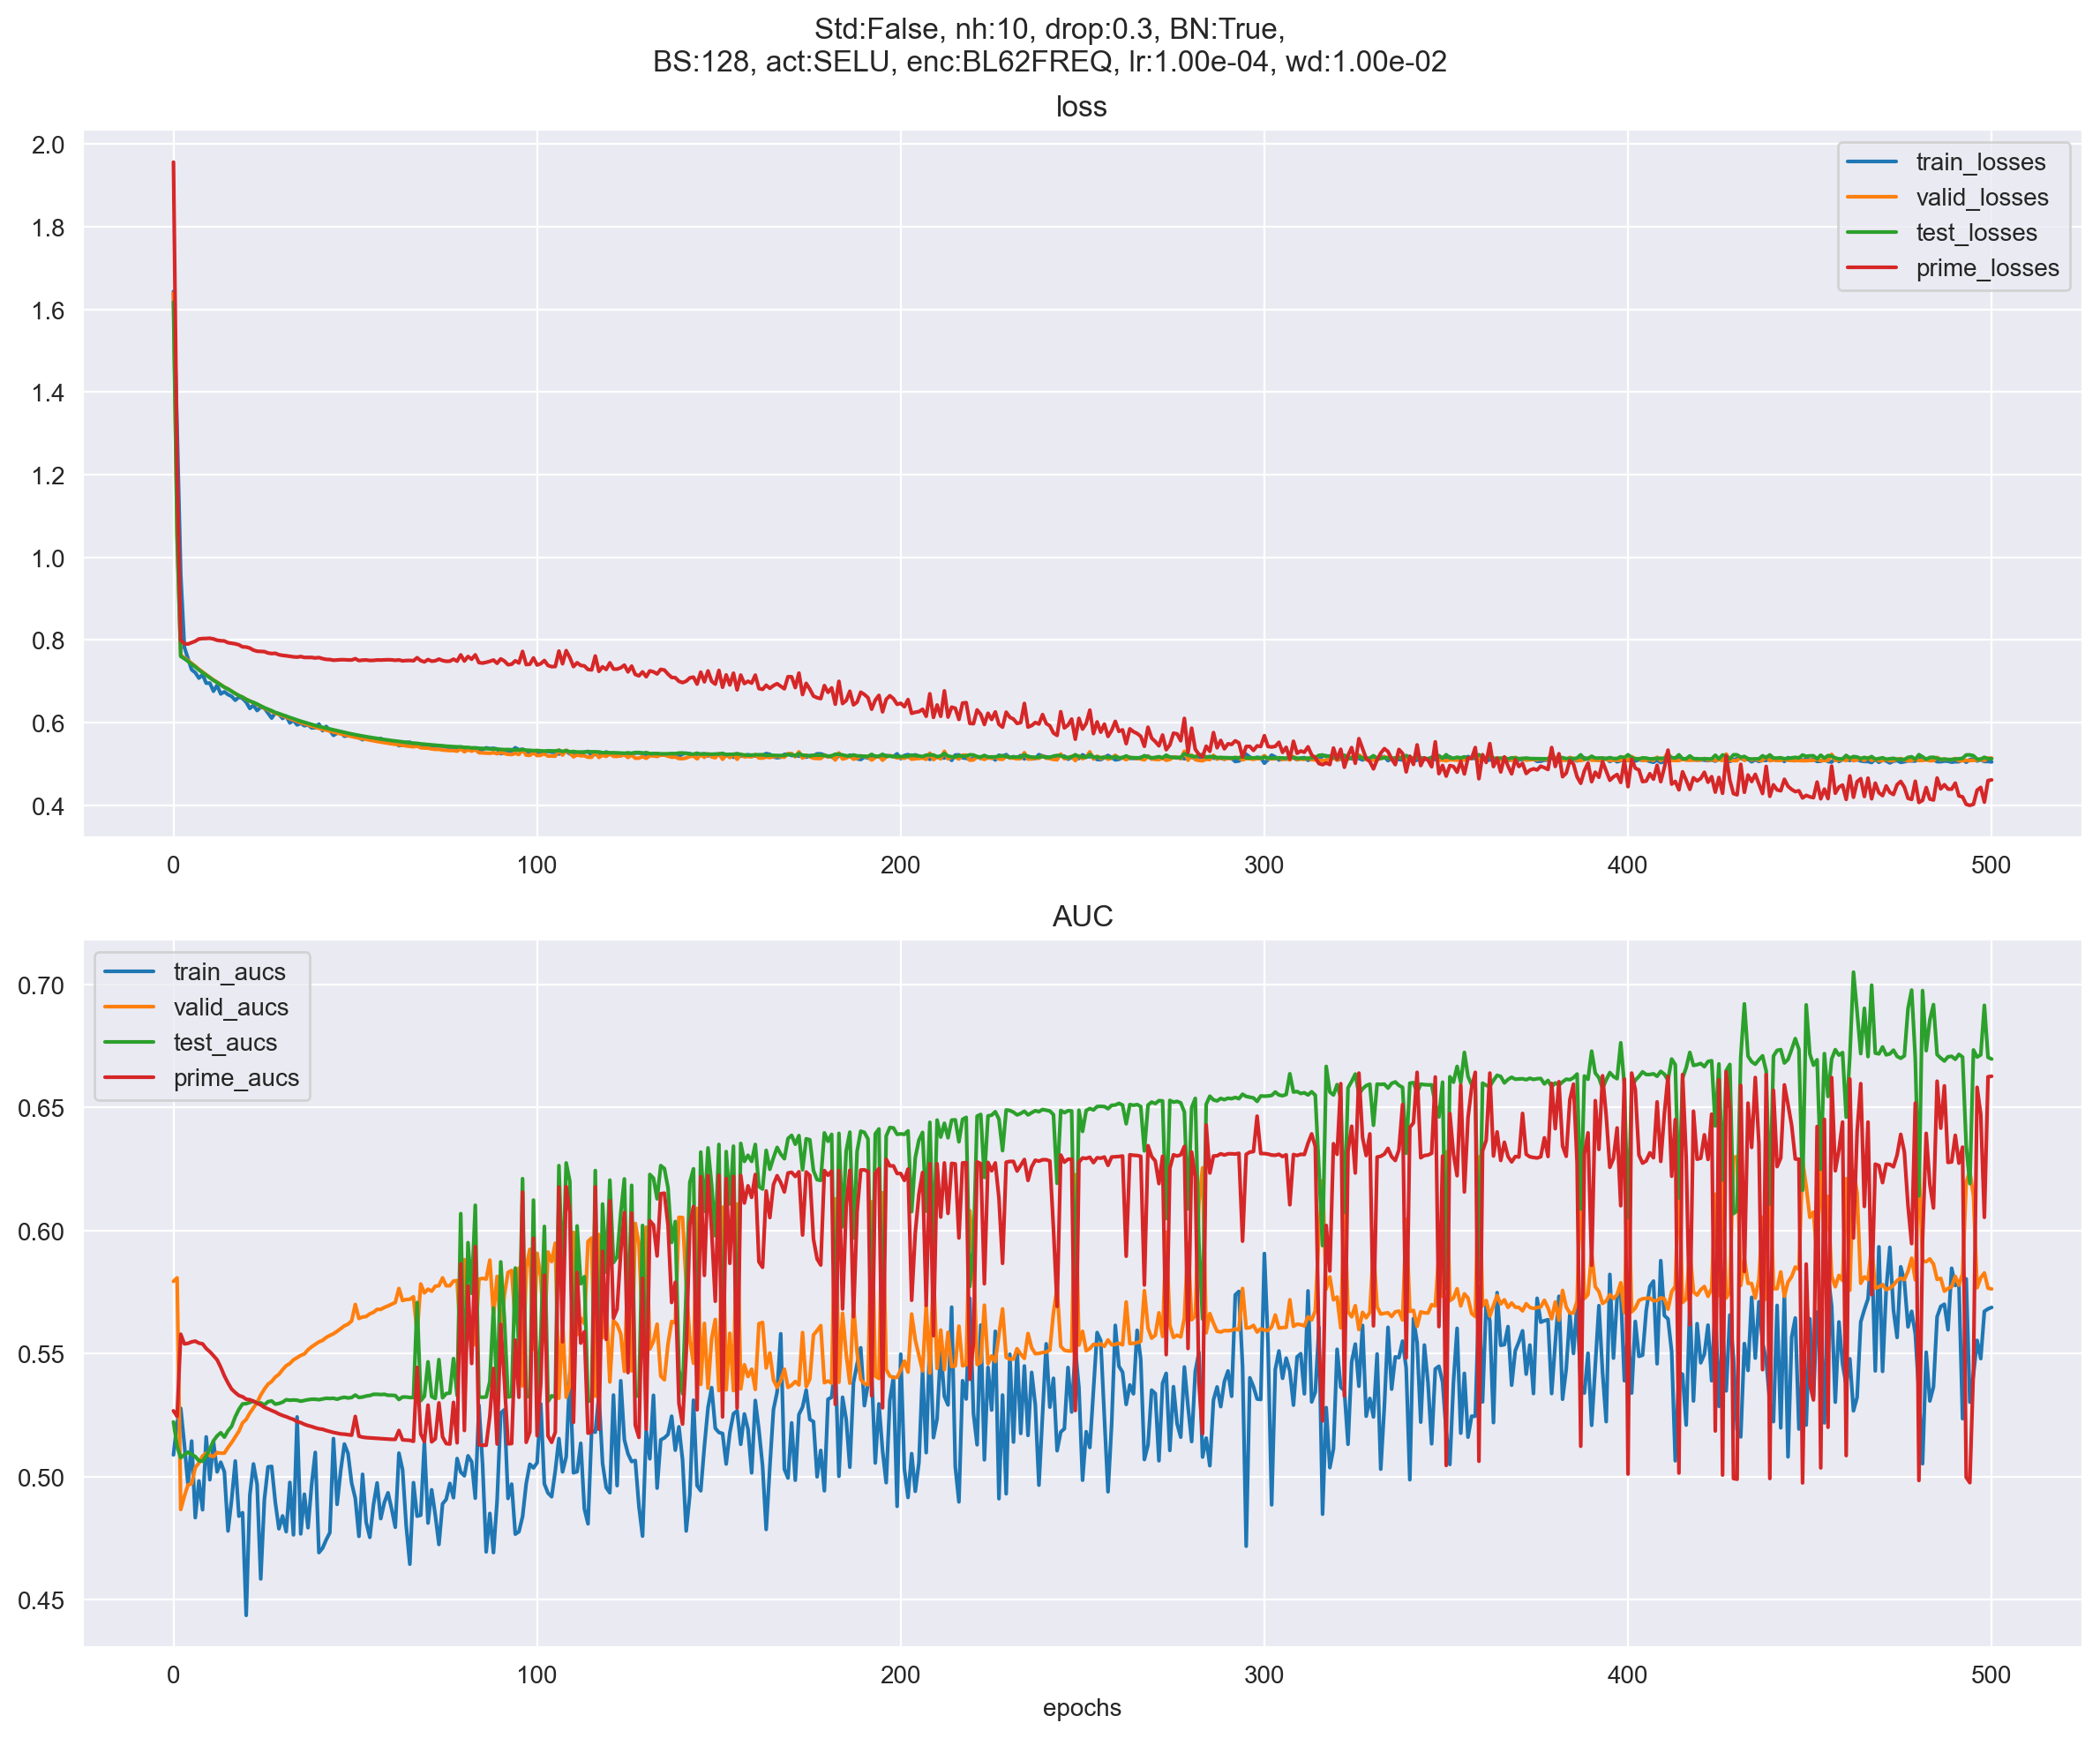 Std:False, nh:10, drop:0.3, BN:True,
BS:128, act:SELU, enc:BL62FREQ, lr:1.00e-04, wd:1.00e-02
loss
2.0
1.8
1.6
1.4
1.2
1.0
0.8
0.6
0.4
train_losses
valid_losses
test_losses
prime_losses
0 100 200 300 400 500
AUC
0.70
0.65
0.60
0.55
0.50
0.45
train_aucs
valid_aucs
test_aucs
prime_aucs
0 100 200 300 400 500
epochs